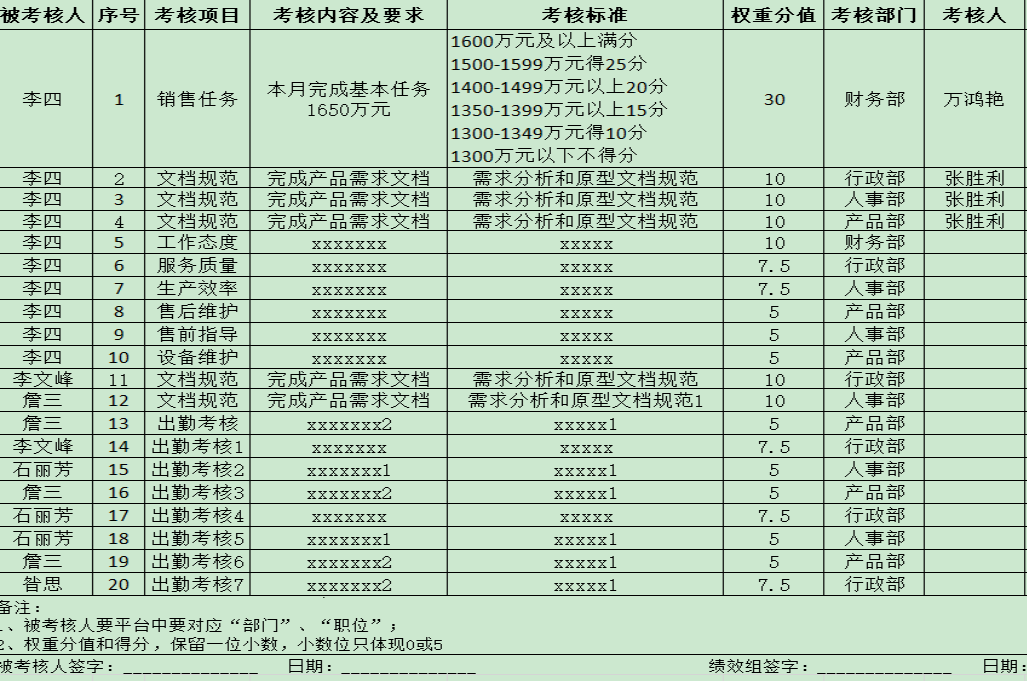 被考核人 序号 考核项目 考核内容及要求 考核标准 权重分值 考核部门 考核人
李四 1 销售任务 本月完成基本任务 1650万元 1600万元及以上满分 30 财务部 万鸿艳
1500-1599万元得25分
1400-1499万元以上20分
1350-1399万元以上15分
1300-1349万元得10分
1300万元以下不得分
李四 2 文档规范 完成产品需求文档 需求分析和原型文档规范 10 行政部 张胜利
李四 3 文档规范 完成产品需求文档 需求分析和原型文档规范 10 人事部 张胜利
李四 4 文档规范 完成产品需求文档 需求分析和原型文档规范 10 产品部 张胜利
李四 5 工作态度 xxxxxxx xxxxx 10 财务部
李四 6 服务质量 xxxxxxx xxxxx 7.5 行政部
李四 7 生产效率 xxxxxxx xxxxx 7.5 人事部
李四 8 售后维护 xxxxxxx xxxxx 5 产品部
李四 9 售前指导 xxxxxxx xxxxx 5 人事部
李四 10 设备维护 xxxxxxx xxxxx 5 产品部
李文峰 11 文档规范 完成产品需求文档 需求分析和原型文档规范 10 行政部
詹三 12 文档规范 完成产品需求文档 需求分析和原型文档规范1 10 人事部
詹三 13 出勤考核 xxxxxxx2 xxxxx1 5 产品部
李文峰 14 出勤考核1 xxxxxxx xxxxx 7.5 行政部
石丽芳 15 出勤考核2 xxxxxxx1 xxxxx1 5 人事部
詹三 16 出勤考核3 xxxxxxx2 xxxxx1 5 产品部
石丽芳 17 出勤考核4 xxxxxxx xxxxx 7.5 行政部
石丽芳 18 出勤考核5 xxxxxxx1 xxxxx1 5 人事部
詹三 19 出勤考核6 xxxxxxx2 xxxxx1 5 产品部
昝思 20 出勤考核7 xxxxxxx2 xxxxx1 7.5 行政部
备注：
1、被考核人要平台中要对应“部门”、“职位”；
2、权重分值和得分，保留一位小数，小数位只体现0或5
被考核人签字：______________ 日期：______________ 绩效组签字：______________ 日期：